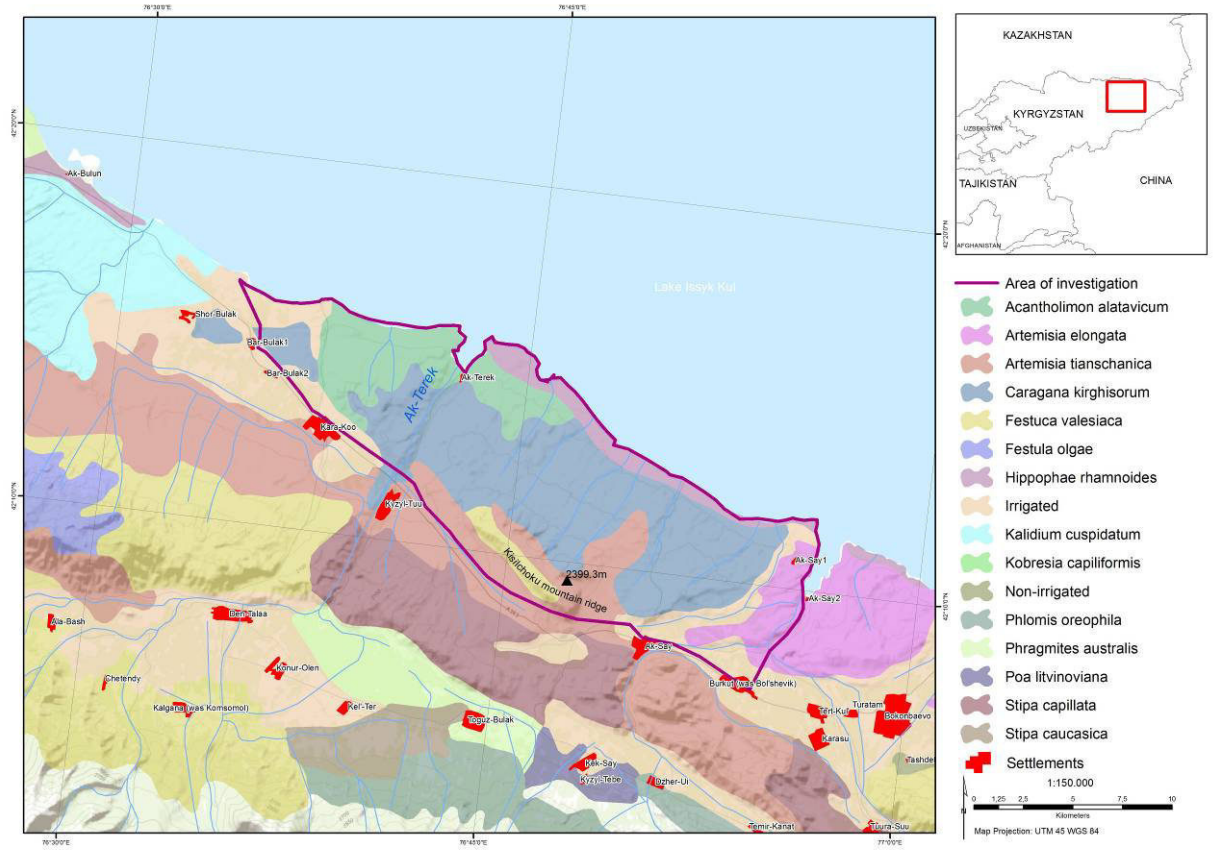 76°30'0"E
76°45'0"E
42°20'0"N
Ak-Bulun
42°20'0"N
Lake Issyk Kul
Shor-Bulak
Bar-Bulak1
Bar-Bulak2
Ak-Terek
Ak-Terek
Kara-Koo
42°10'0"N
Kyzyl-Tuu
Kisilchoku mountain ridge
2399.3m
Ak-Say1
Ak-Say2
42°10'0"N
Ala-Bash
Ak-Say
Konur-Olen
Burkut (was Bol'shevik)
Chetendy
Kalgana (was Komsomol)
Kel'-Ter
Toguz-Bulak
Tert-Kul
Turatam
Bokonbaevo
Karasu
Kek-Say
Kyzyl-Tebe
Dzher-Ui
Tashdel
Temir-Kanat
Tuura-Suu
76°30'0"E
76°45'0"E
77°0'0"E
KAZAKHSTAN
KYRGYZSTAN
UZBEKISTAN
TAJIKISTAN
CHINA
AFGHANISTAN
Area of investigation
Acantholimon alatavicum
Artemisia elongata
Artemisia tianschanica
Caragana kirghisorum
Festuca valesiaca
Festula olgae
Hippophae rhamnoides
Irrigated
Kalidium cuspidatum
Kobresia capiliformis
Non-irrigated
Phlomis oreophila
Phragmites australis
Poa litvinoviana
Stipa capillata
Stipa caucasica
Settlements
1:150.000
N
0 1,25 2,5 5 7,5 10
Kilometers
Map Projection: UTM 45 WGS 84